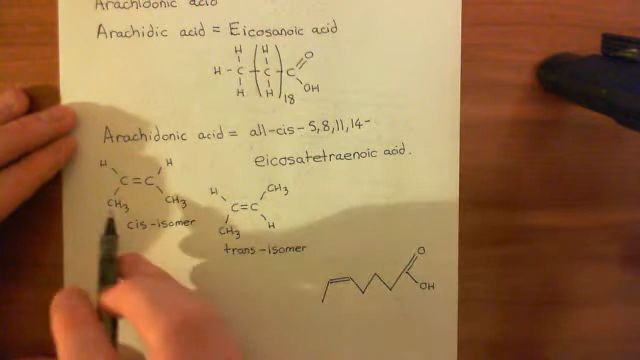 Arachidonic acid
Arachidic acid = Eicosanoic acid
H H O
H - C - C - C
H H 18 OH
Arachidonic acid = all-cis-5,8,11,14-
eicosatetraenoic acid.
H H
C=C
CH3 CH3
cis-isomer
H CH3
C=C
CH3 H
trans-isomer
O
OH